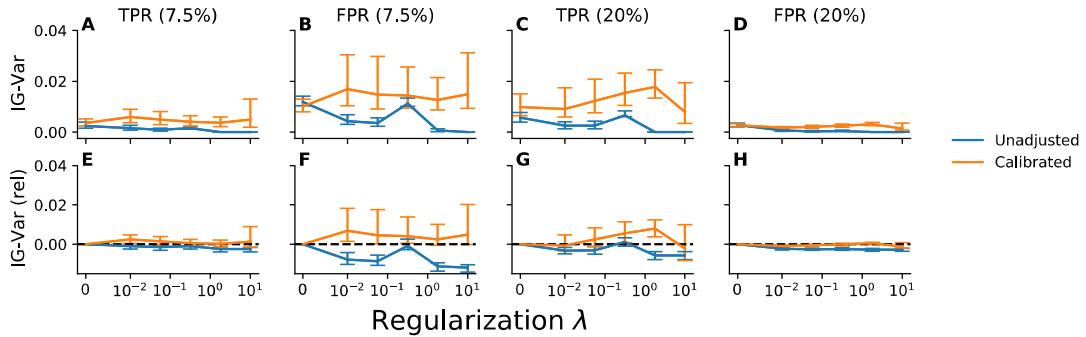 TPR (7.5%) FPR (7.5%) TPR (20%) FPR (20%)
A B C D
IG-Var
0.04
0.02
0.00
Unadjusted
Calibrated
E F G H
IG-Var (rel)
0.04
0.02
0.00
0 10⁻² 10⁻¹ 10⁰ 10¹ 0 10⁻² 10⁻¹ 10⁰ 10¹ 0 10⁻² 10⁻¹ 10⁰ 10¹ 0 10⁻² 10⁻¹ 10⁰ 10¹
Regularization λ